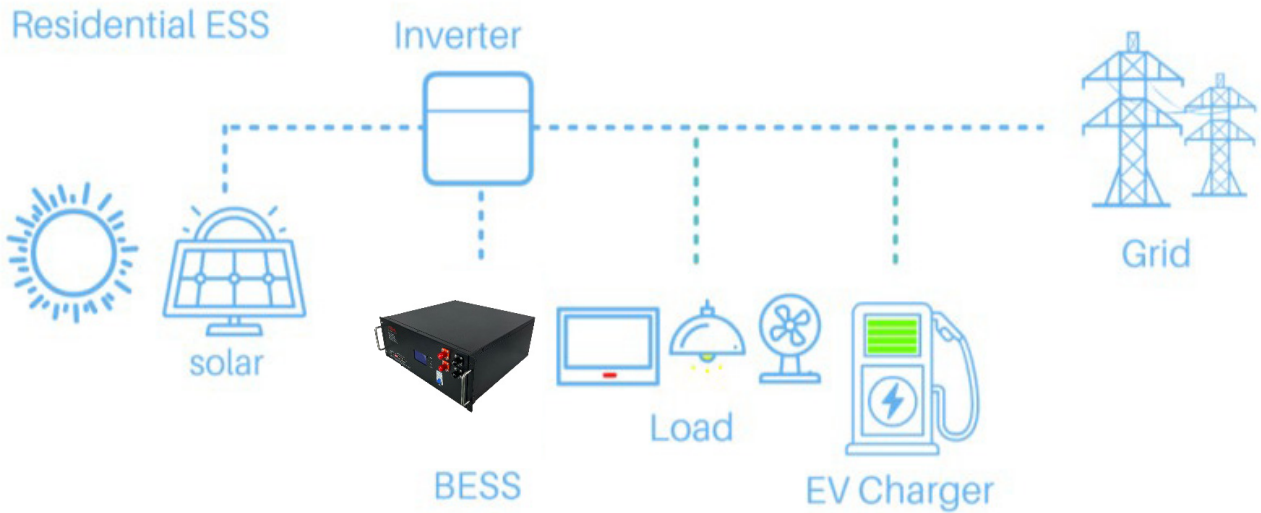 Residential ESS
Inverter
Grid
solar
Load
BESS
EV Charger